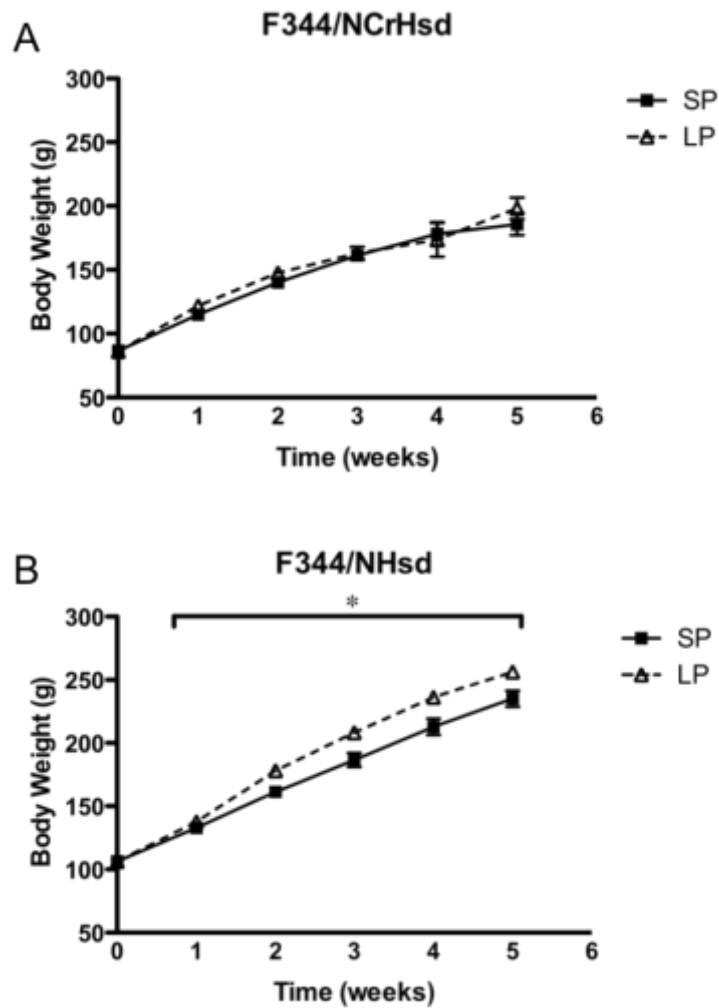 A
F344/NCrHsd
300
250
200
150
100
50
Body Weight (g)
0 1 2 3 4 5 6
Time (weeks)
SP
LP
B
F344/NHsd
*
300
250
200
150
100
50
Body Weight (g)
0 1 2 3 4 5 6
Time (weeks)
SP
LP